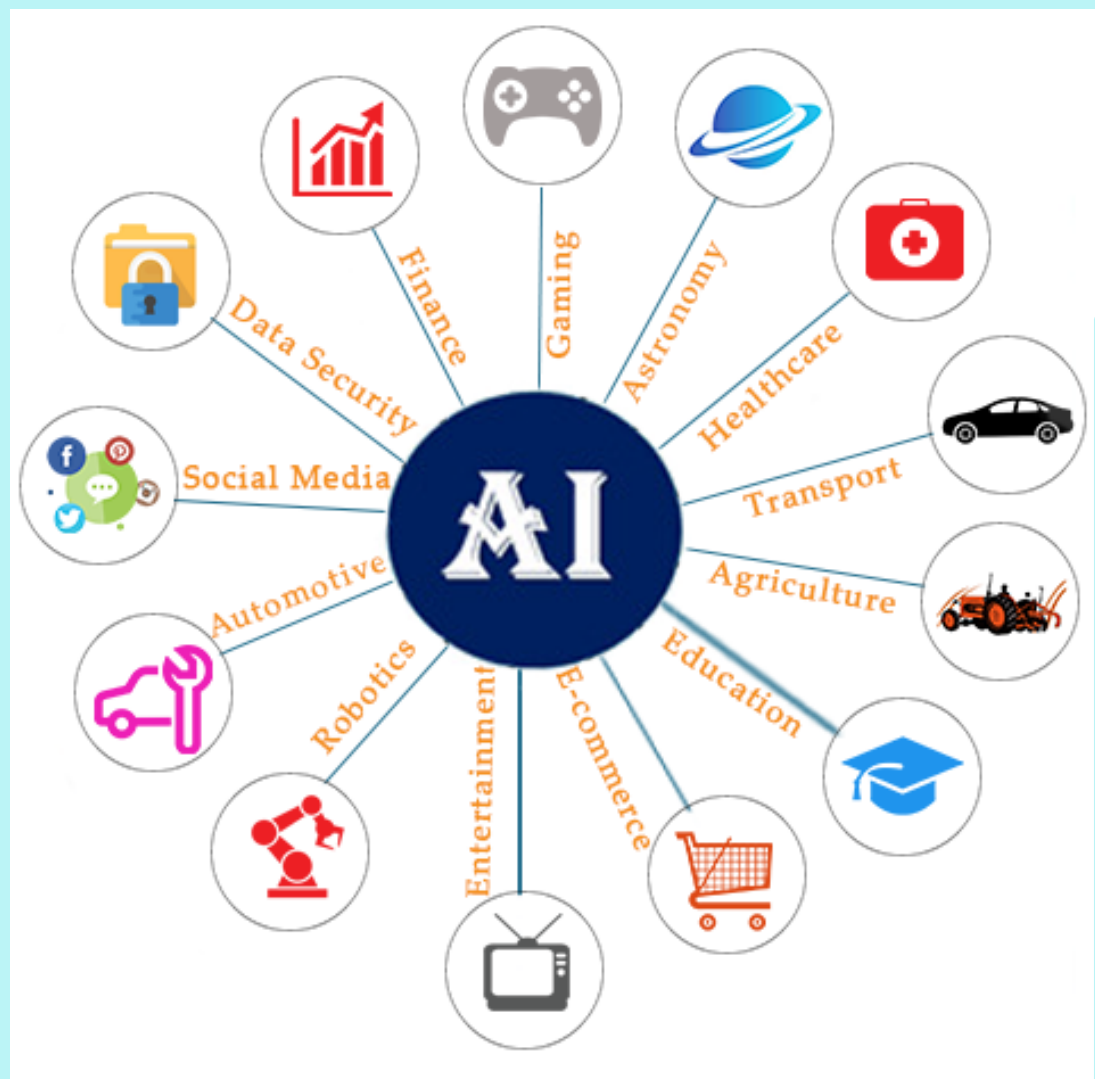 Gaming
Astronomy
Healthcare
Transport
Agriculture
Education
E-commerce
Entertainment
Robotics
Automotive
Social Media
Data Security
Finance
AI